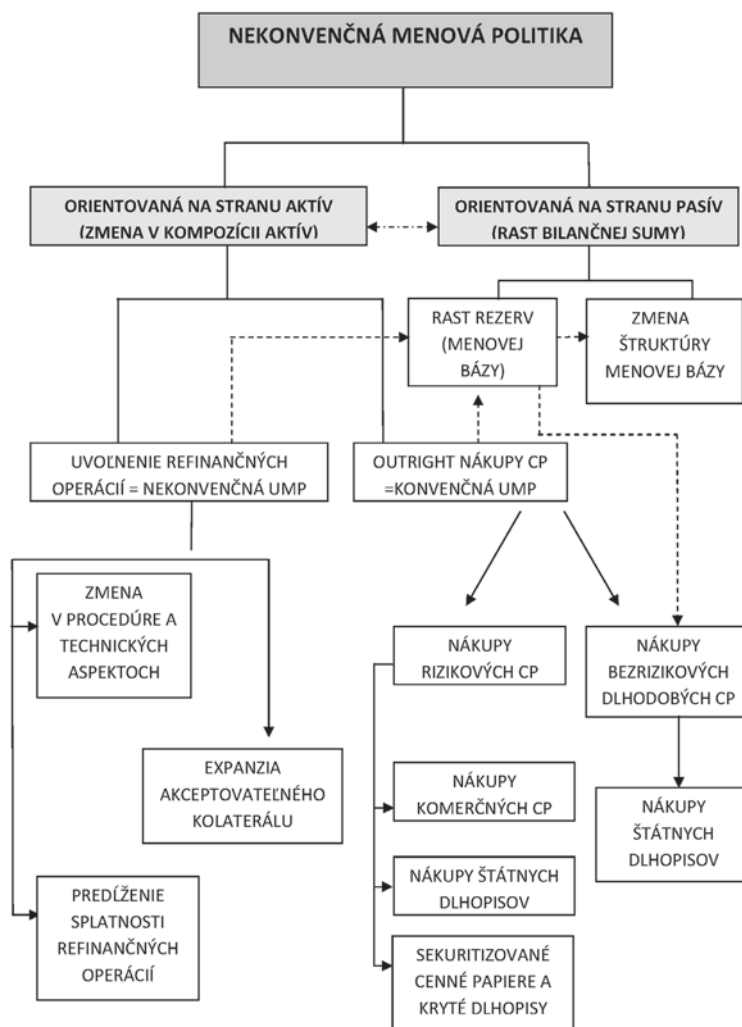 NEKONVENČNÁ MENOVÁ POLITIKA
ORIENTOVANÁ NA STRANU AKTÍV
(ZMENA V KOMPOZÍCII AKTÍV)
ORIENTOVANÁ NA STRANU PASÍV
(RAST BILANČNEJ SUMY)
RAST REZERV
(MENOVEJ
BÁZY)
ZMENA
ŠTRUKTÚRY
MENOVEJ BÁZY
UVOĽNENIE REFINANČNÝCH
OPERÁCIÍ = NEKONVENČNÁ UMP
OUTRIGHT NÁKUPY CP
=KONVENČNÁ UMP
ZMENA
V PROCEDÚRE A
TECHNICKÝCH
ASPEKTOCH
NÁKUPY
RIZIKOVÝCH CP
NÁKUPY
BEZRIZIKOVÝCH
DLHODOBÝCH CP
EXPANZIA
AKCEPTOVATEĽNÉHO
KOLATERÁLU
NÁKUPY
KOMERČNÝCH CP
NÁKUPY
ŠTÁTNYCH
DLHOPISOV
PREDĹŽENIE
SPLATNOSTI
REFINANČNÝCH
OPERÁCIÍ
NÁKUPY ŠTÁTNYCH
DLHOPISOV
SEKURITIZOVANÉ
CENNÉ PAPIERE A
KRYTÉ DLHOPISY